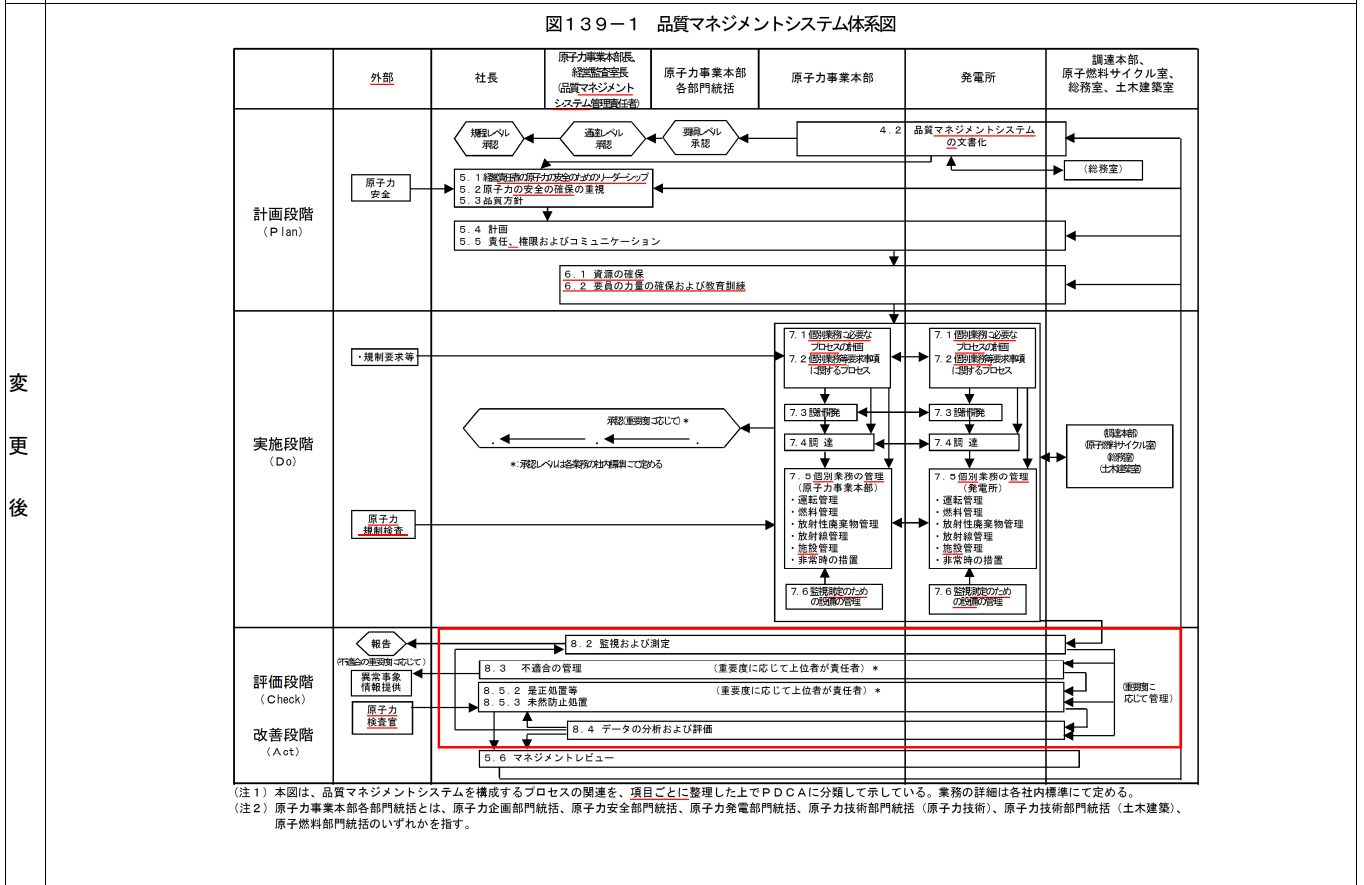 図139-1 品質マネジメントシステム体系図
外部
社長
原子力事業本部長、
経営監査室長
(品質マネジメント
システム管理責任者)
原子力事業本部
各部門統括
原子力事業本部
発電所
調達本部、
原子燃料サイクル室、
総務室、土木建築室
計画段階
(Plan)
規程レベル
承認
通達レベル
承認
要綱レベル
承認
4.2 品質マネジメントシステム
の文書化
(総務室)
原子力
安全
5.1経営責任者の原子力の安全のためのリーダーシップ
5.2原子力の安全の確保の重視
5.3品質方針
5.4 計画
5.5 責任、権限およびコミュニケーション
6.1 資源の確保
6.2 要員の力量の確保および教育訓練
変更後
実施段階
(Do)
・規制要求等
7.1個別業務に必要な
プロセスの計画
7.2個別業務等要求事項
に関するプロセス
7.1個別業務に必要な
プロセスの計画
7.2個別業務等要求事項
に関するプロセス
7.3設計開発
7.3設計開発
承認(重要度に応じて)*
7.4調 達
7.4調 達
*:承認レベルは各業務の社内標準にて定める
(調達本部)
(原子燃料サイクル室)
(総務室)
(土木建築室)
7.5個別業務の管理
(原子力事業本部)
・運転管理
・燃料管理
・放射性廃棄物管理
・放射線管理
・施設管理
・非常時の措置
7.5個別業務の管理
(発電所)
・運転管理
・燃料管理
・放射性廃棄物管理
・放射線管理
・施設管理
・非常時の措置
原子力
規制検査
7.6監視測定のため
の設備の管理
7.6監視測定のため
の設備の管理
評価段階
(Check)
改善段階
(Act)
報告
(不適合の重要度に応じて)
異常事象
情報提供
原子力
検査官
8.2 監視および測定
8.3 不適合の管理 (重要度に応じて上位者が責任者)*
8.5.2 是正処置等 (重要度に応じて上位者が責任者)*
8.5.3 未然防止処置
(重要度に
応じて管理)
8.4 データの分析および評価
5.6 マネジメントレビュー
(注1)本図は、品質マネジメントシステムを構成するプロセスの関連を、項目ごとに整理した上でPDCAに分類して示している。業務の詳細は各社内標準にて定める。
(注2)原子力事業本部各部門統括とは、原子力企画部門統括、原子力安全部門統括、原子力発電部門統括、原子力技術部門統括(原子力技術)、原子力技術部門統括(土木建築)、
原子燃料部門統括のいずれかを指す。